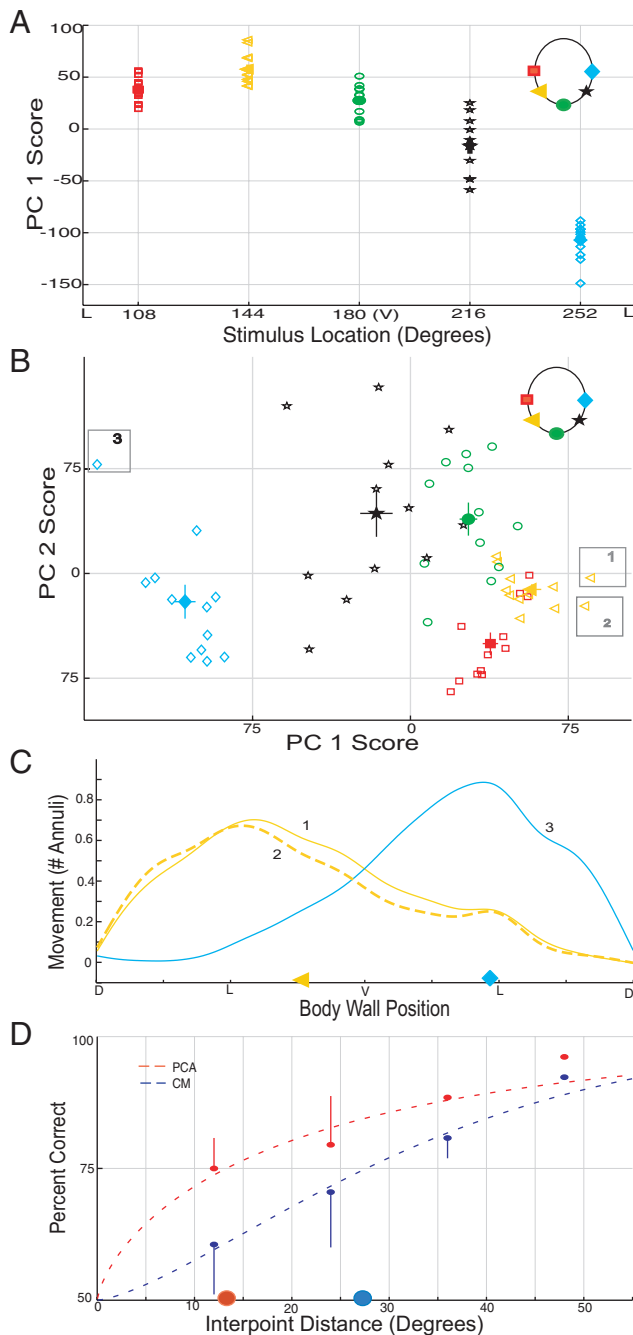 A
100
50
0
-50
-100
-150
PC 1 Score
L 108 144 180 (V) 216 252 L
Stimulus Location (Degrees)
B
3
75
0
75
PC 2 Score
1
2
75 0 75
PC 1 Score
C
0.8
0.6
0.4
0.2
0
Movement (# Annuli)
1
2
3
D L V L D
Body Wall Position
D
100
75
50
Percent Correct
PCA
CM
0 10 20 30 40 50
Interpoint Distance (Degrees)